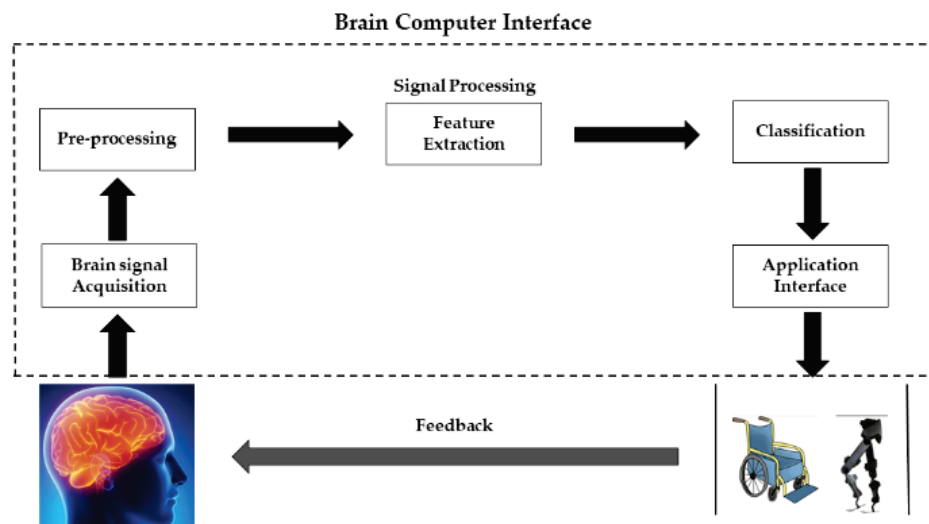 Brain Computer Interface
Signal Processing
Pre-processing
Feature
Extraction
Classification
Brain signal
Acquisition
Application
Interface
Feedback